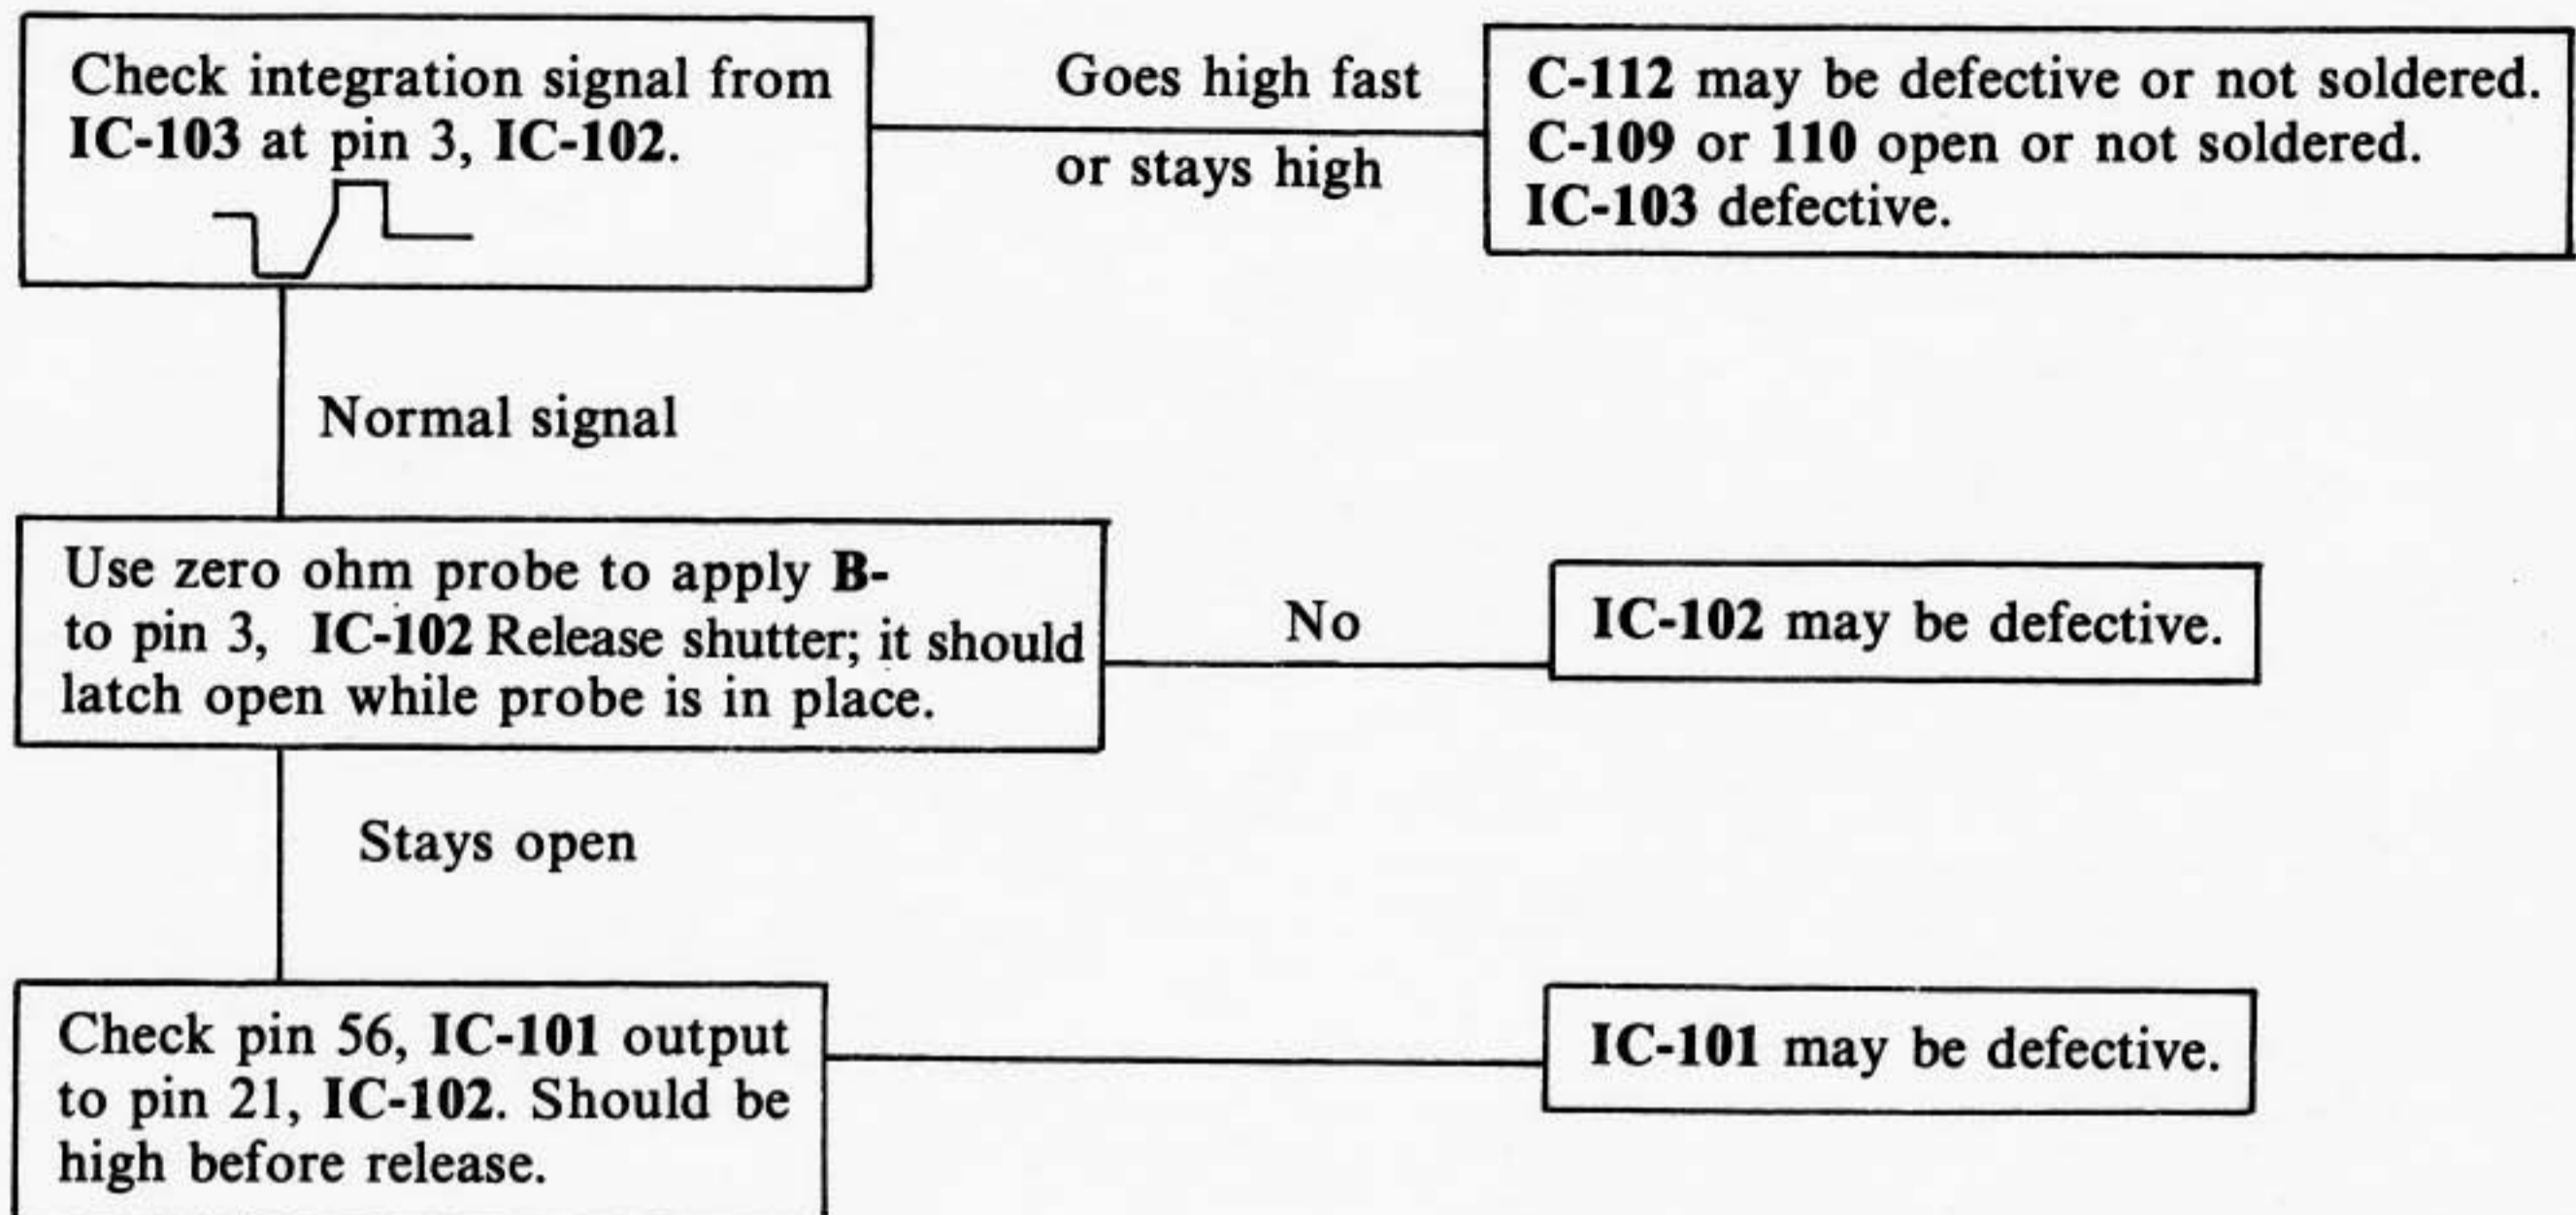 Check integration signal from
IC-103 at pin 3, IC-102.
Goes high fast
or stays high
C-112 may be defective or not soldered.
C-109 or 110 open or not soldered.
IC-103 defective.
Normal signal
Use zero ohm probe to apply B-
to pin 3, IC-102 Release shutter; it should
latch open while probe is in place.
No
IC-102 may be defective.
Stays open
Check pin 56, IC-101 output
to pin 21, IC-102. Should be
high before release.
IC-101 may be defective.